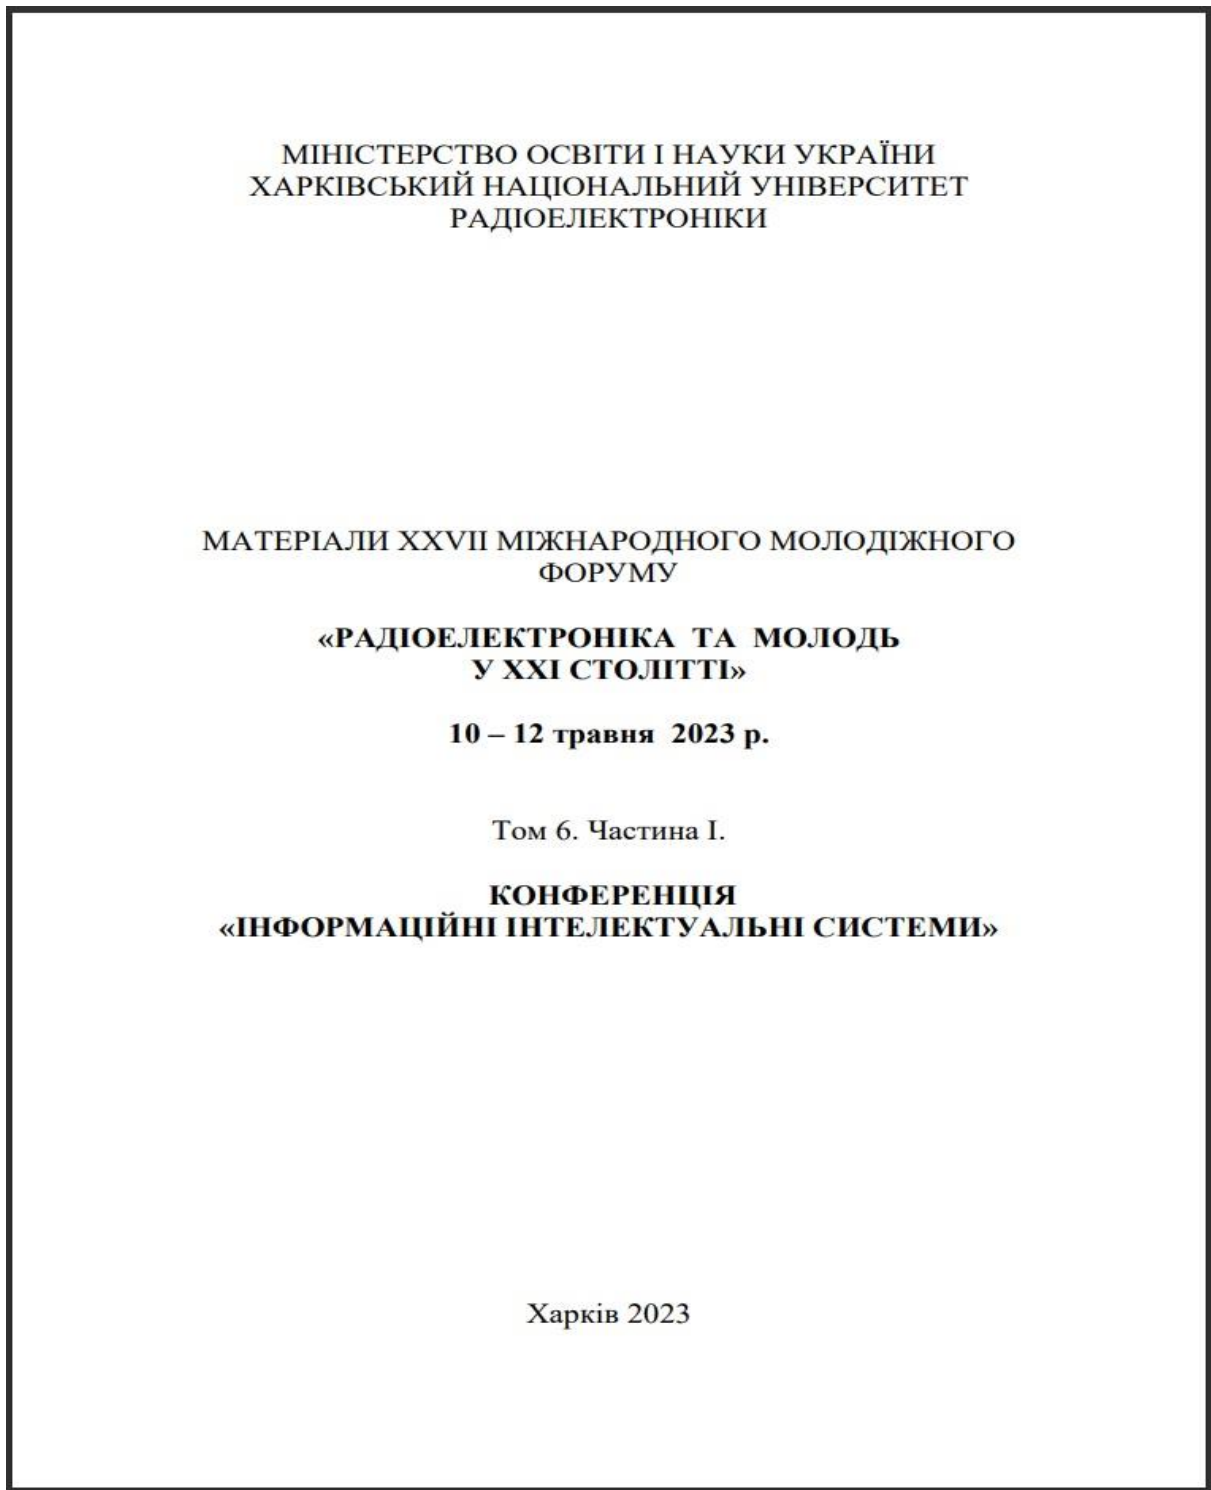 МІНІСТЕРСТВО ОСВІТИ І НАУКИ УКРАЇНИ
ХАРКІВСЬКИЙ НАЦІОНАЛЬНИЙ УНІВЕРСИТЕТ
РАДІОЕЛЕКТРОНІКИ
МАТЕРІАЛИ XXVII МІЖНАРОДНОГО МОЛОДІЖНОГО
ФОРУМУ
«РАДІОЕЛЕКТРОНІКА ТА МОЛОДЬ
У XXI СТОЛІТТІ»
10 – 12 травня 2023 р.
Том 6. Частина І.
КОНФЕРЕНЦІЯ
«ІНФОРМАЦІЙНІ ІНТЕЛЕКТУАЛЬНІ СИСТЕМИ»
Харків 2023